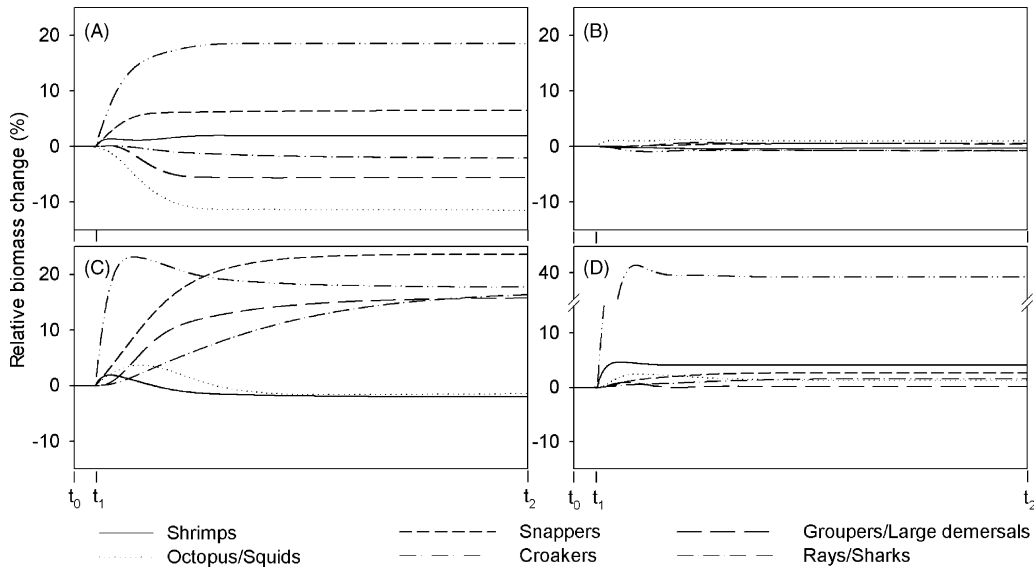 Relative biomass change (%)
(A)
20
10
0
-10
(B)
20
10
0
-10
(C)
20
10
0
-10
t0 t1 t2
(D)
40
10
0
-10
t0 t1 t2
Shrimps Snappers Groupers/Large demersals
Octopus/Squids Croakers Rays/Sharks